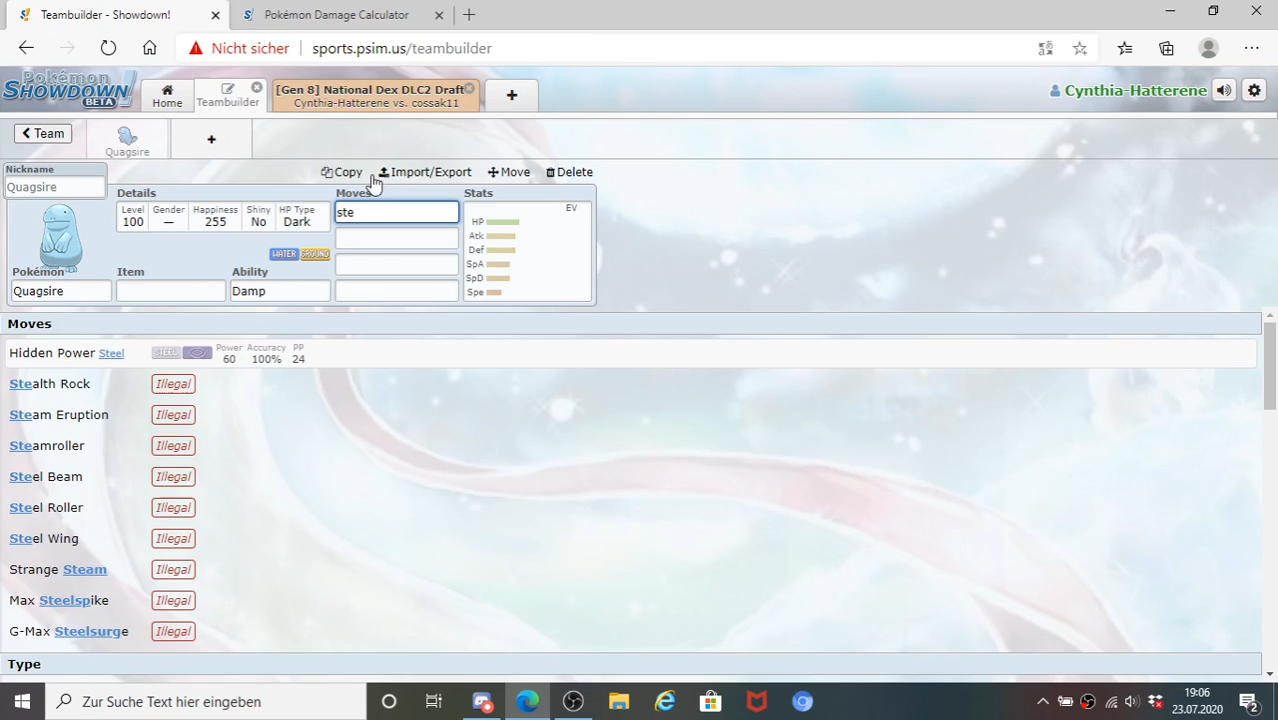 Teambuilder - Showdown!
Pokémon Damage Calculator
Nicht sicher
sports.psim.us/teambuilder
Pokémon
SHOWDOWN!
BETA
Home
Teambuilder
[Gen 8] National Dex DLC2 Draft
Cynthia-Hatterene vs. cossak11
Cynthia-Hatterene
Team
Quagsire
Copy
Import/Export
Move
Delete
Nickname
Quagsire
Details
Level Gender Happiness Shiny HP Type
100 — 255 No Dark
WATER GROUND
Pokémon
Quagsire
Item
Ability
Damp
Moves
ste
Stats
EV
HP
Atk
Def
SpA
SpD
Spe
Moves
Hidden Power Steel STEEL Power 60 Accuracy 100% PP 24
Stealth Rock Illegal
Steam Eruption Illegal
Steamroller Illegal
Steel Beam Illegal
Steel Roller Illegal
Steel Wing Illegal
Strange Steam Illegal
Max Steelspike Illegal
G-Max Steelsurge Illegal
Type
Zur Suche Text hier eingeben
19:06
23.07.2020
2